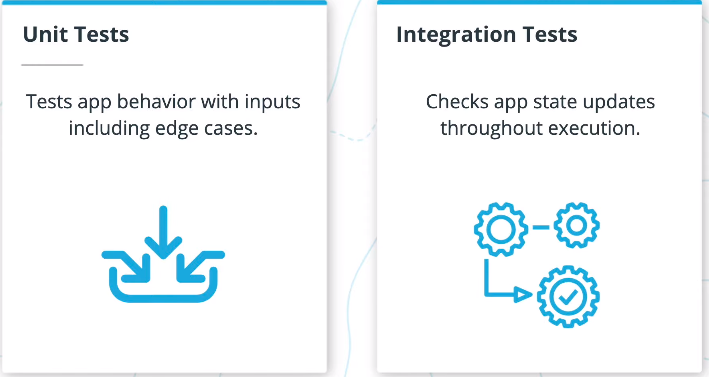 Unit Tests
Tests app behavior with inputs
including edge cases.
Integration Tests
Checks app state updates
throughout execution.